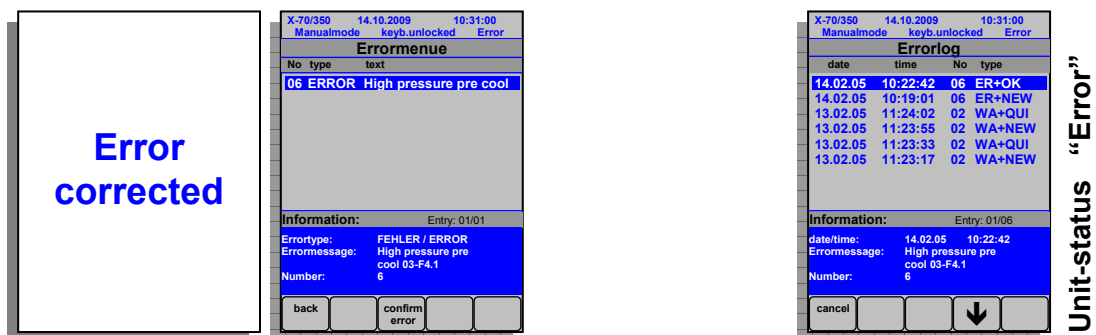 Error
corrected
X-70/350 14.10.2009 10:31:00
Manualmode keyb.unlocked Error
Errormenue
No type text
06 ERROR High pressure pre cool
Information: Entry: 01/01
Errortype: FEHLER / ERROR
Errormessage: High pressure pre
cool 03-F4.1
Number: 6
back confirm
error
X-70/350 14.10.2009 10:31:00
Manualmode keyb.unlocked Error
Errorlog
date time No type
14.02.05 10:22:42 06 ER+OK
14.02.05 10:19:01 06 ER+NEW
13.02.05 11:24:02 02 WA+QUI
13.02.05 11:23:55 02 WA+NEW
13.02.05 11:23:33 02 WA+QUI
13.02.05 11:23:17 02 WA+NEW
Information: Entry: 01/06
date/time: 14.02.05 10:22:42
Errormessage: High pressure pre
cool 03-F4.1
Number: 6
cancel
Unit-status “Error”